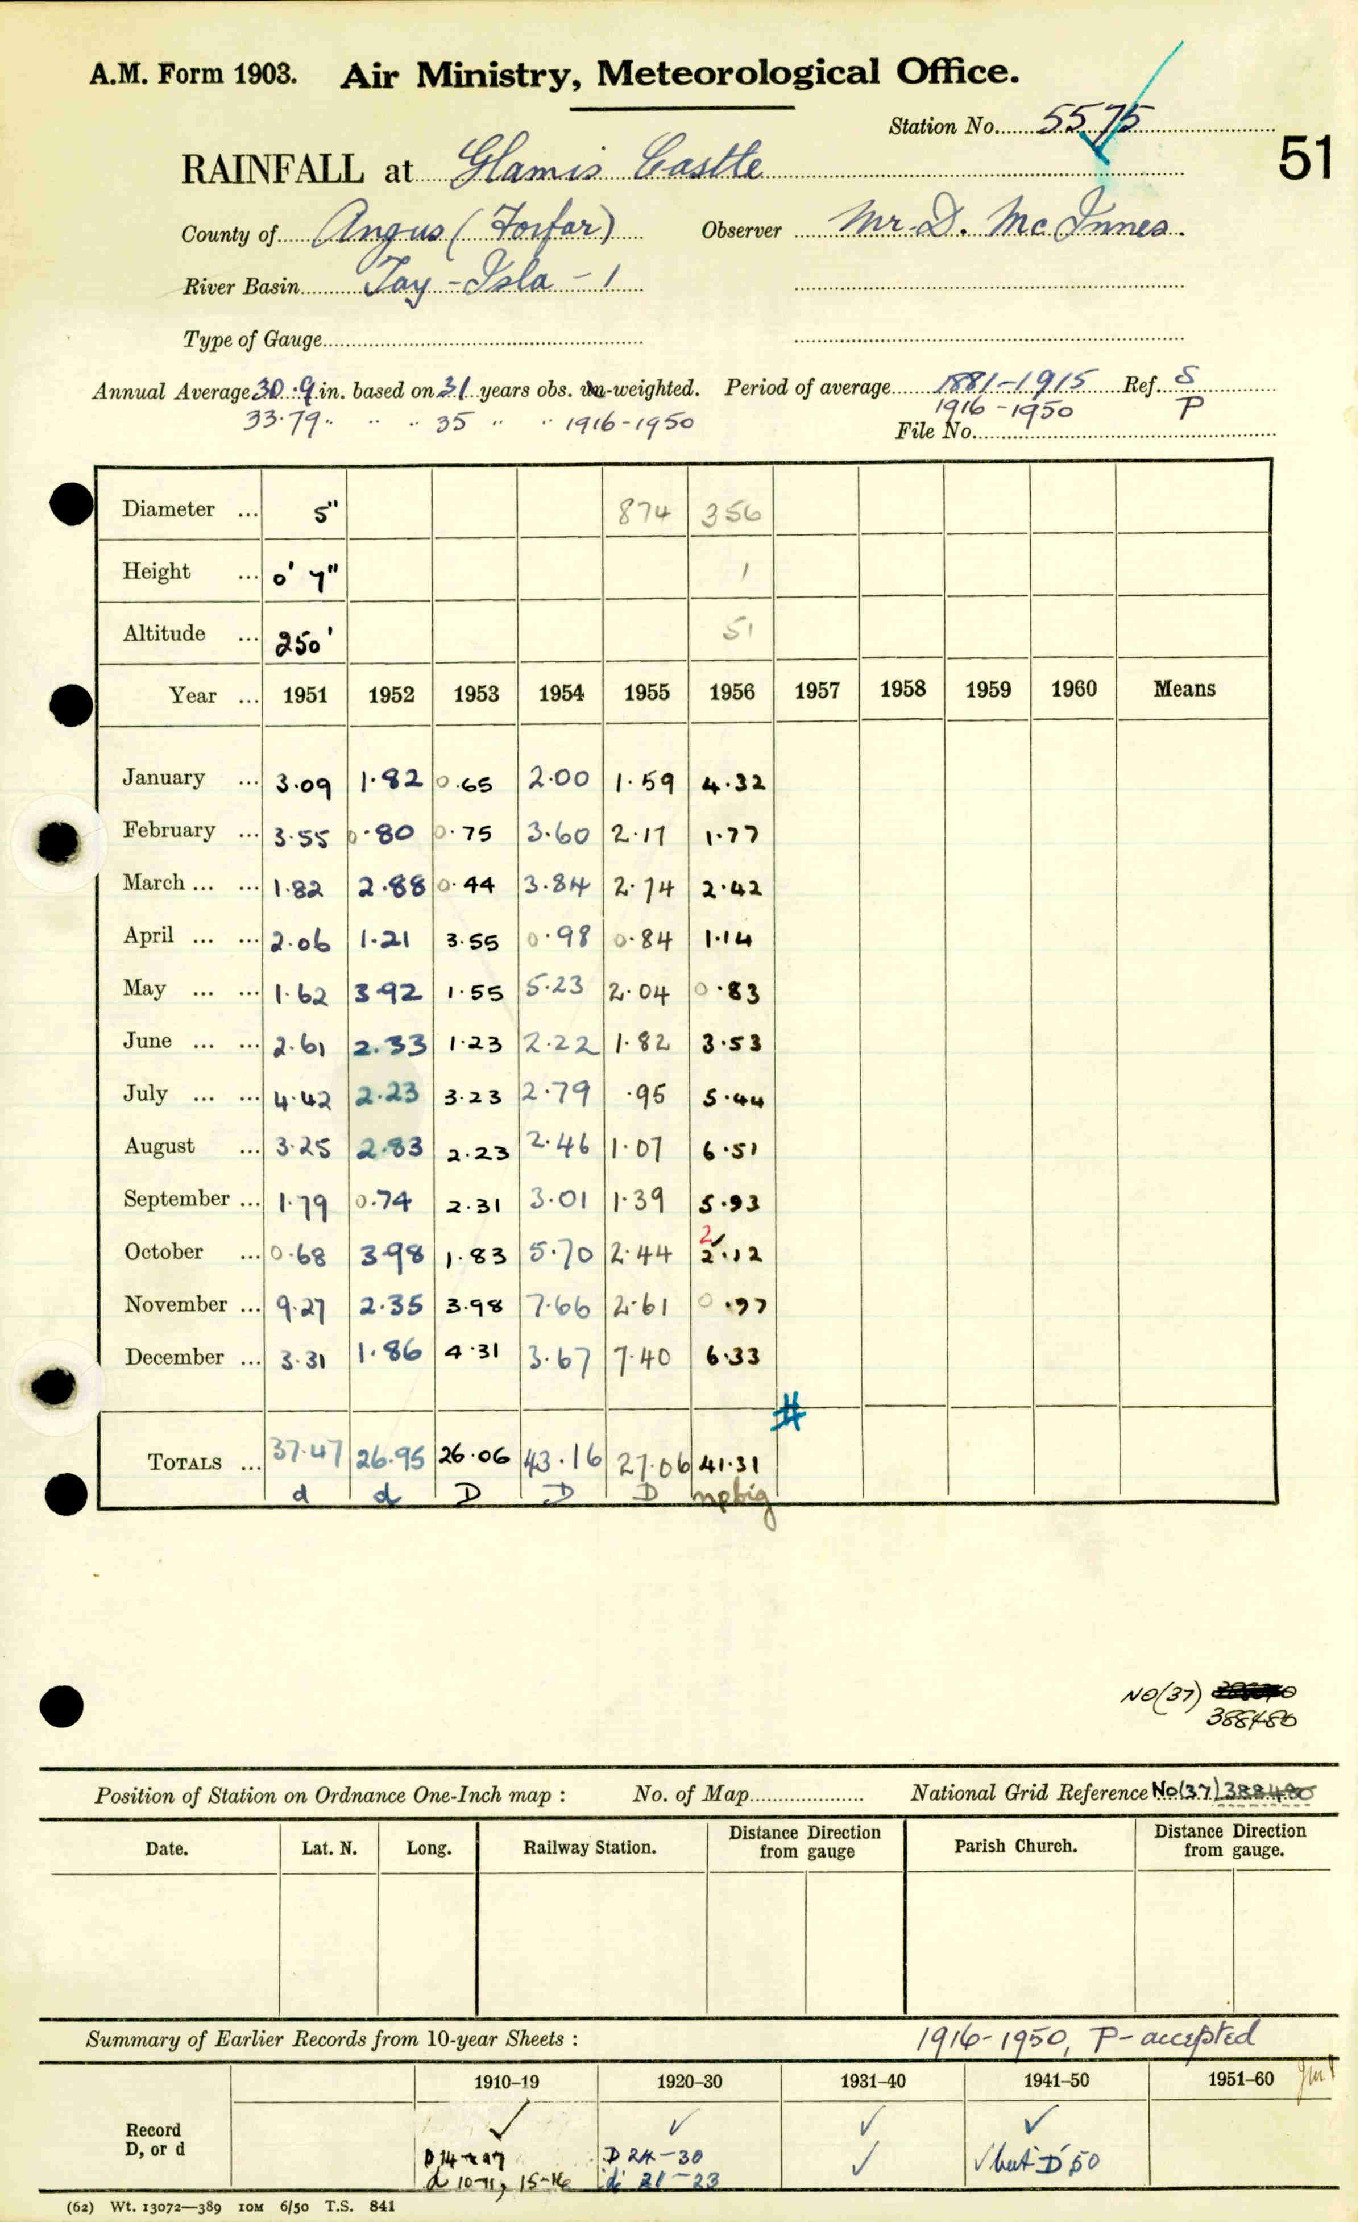 A.M. Form 1903. Air Ministry, Meteorological Office.
Station No. 5575
51
RAINFALL at Glamis Castle
County of Angus (Forfar) Observer Mr. D. McInnes.
River Basin Tay - Isla - 1
Type of Gauge
Annual Average 30.9 in. based on 31 years obs. un-weighted. Period of average 1881-1915 Ref. S
33.79 " " " 35 " " 1916-1950 1916-1950 P
File No.
Diameter ... 5" 874 356
Height ... 0' 7" 1
Altitude ... 250' 51
Year ... 1951 1952 1953 1954 1955 1956 1957 1958 1959 1960 Means
January ... 3.09 1.82 0.65 2.00 1.59 4.32
February ... 3.55 0.80 0.75 3.60 2.17 1.77
March ... ... 1.82 2.88 0.44 3.84 2.74 2.42
April ... ... 2.06 1.21 3.55 0.98 0.84 1.14
May ... ... 1.62 3.92 1.55 5.23 2.04 0.83
June ... ... 2.61 2.33 1.23 2.22 1.82 3.53
July ... ... 4.42 2.23 3.23 2.79 .95 5.44
August ... 3.25 2.83 2.23 2.46 1.07 6.51
September ... 1.79 0.74 2.31 3.01 1.39 5.93
2
October ... 0.68 3.98 1.83 5.70 2.44 2.12
November ... 9.27 2.35 3.98 7.66 2.61 0.77
December ... 3.31 1.86 4.31 3.67 7.40 6.33
#
TOTALS ... 37.47 26.95 26.06 43.16 27.06 41.31
d d D D D
NO(37)
388480
Position of Station on Ordnance One-Inch map : No. of Map National Grid Reference No(37) 388480
Date. Lat. N. Long. Railway Station. Distance Direction from gauge Parish Church. Distance Direction from gauge.
Summary of Earlier Records from 10-year Sheets : 1916-1950, P-accepted
1910–19 1920–30 1931–40 1941–50 1951–60
Record ✓ ✓ ✓ ✓
D, or d D 24-30 ✓ ✓ but D 50
d 10-11, 15-16 d 21-23
(62) Wt. 13072—389 10M 6/50 T.S. 841